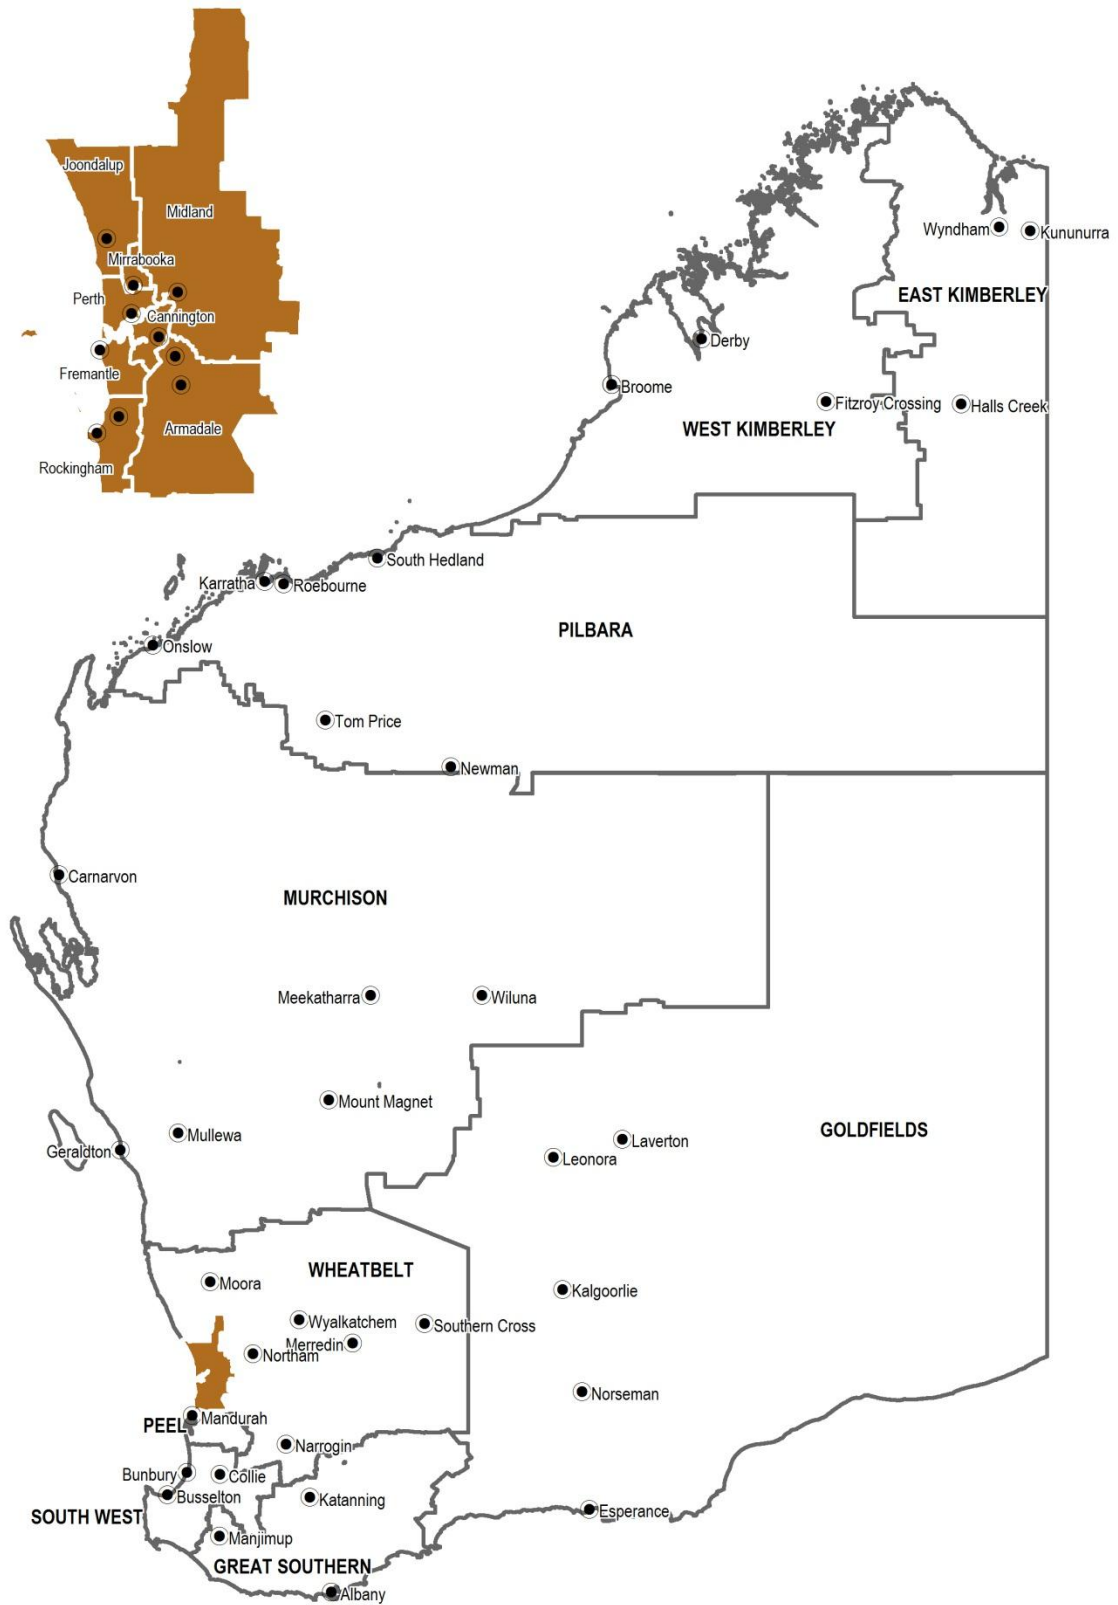 Joondalup
Midland
Mirrabooka
Perth
Cannington
Fremantle
Armadale
Rockingham
Wyndham
Kununurra
EAST KIMBERLEY
Derby
Broome
Fitzroy Crossing
Halls Creek
WEST KIMBERLEY
South Hedland
Karratha
Roebourne
PILBARA
Onslow
Tom Price
Newman
Carnarvon
MURCHISON
Meekatharra
Wiluna
Mount Magnet
GOLDFIELDS
Mullewa
Laverton
Geraldton
Leonora
WHEATBELT
Moora
Kalgoorlie
Wyalkatchem
Southern Cross
Merredin
Northam
Norseman
Mandurah
PEEL
Narrogin
Bunbury
Collie
Busselton
Katanning
SOUTH WEST
Esperance
Manjimup
GREAT SOUTHERN
Albany